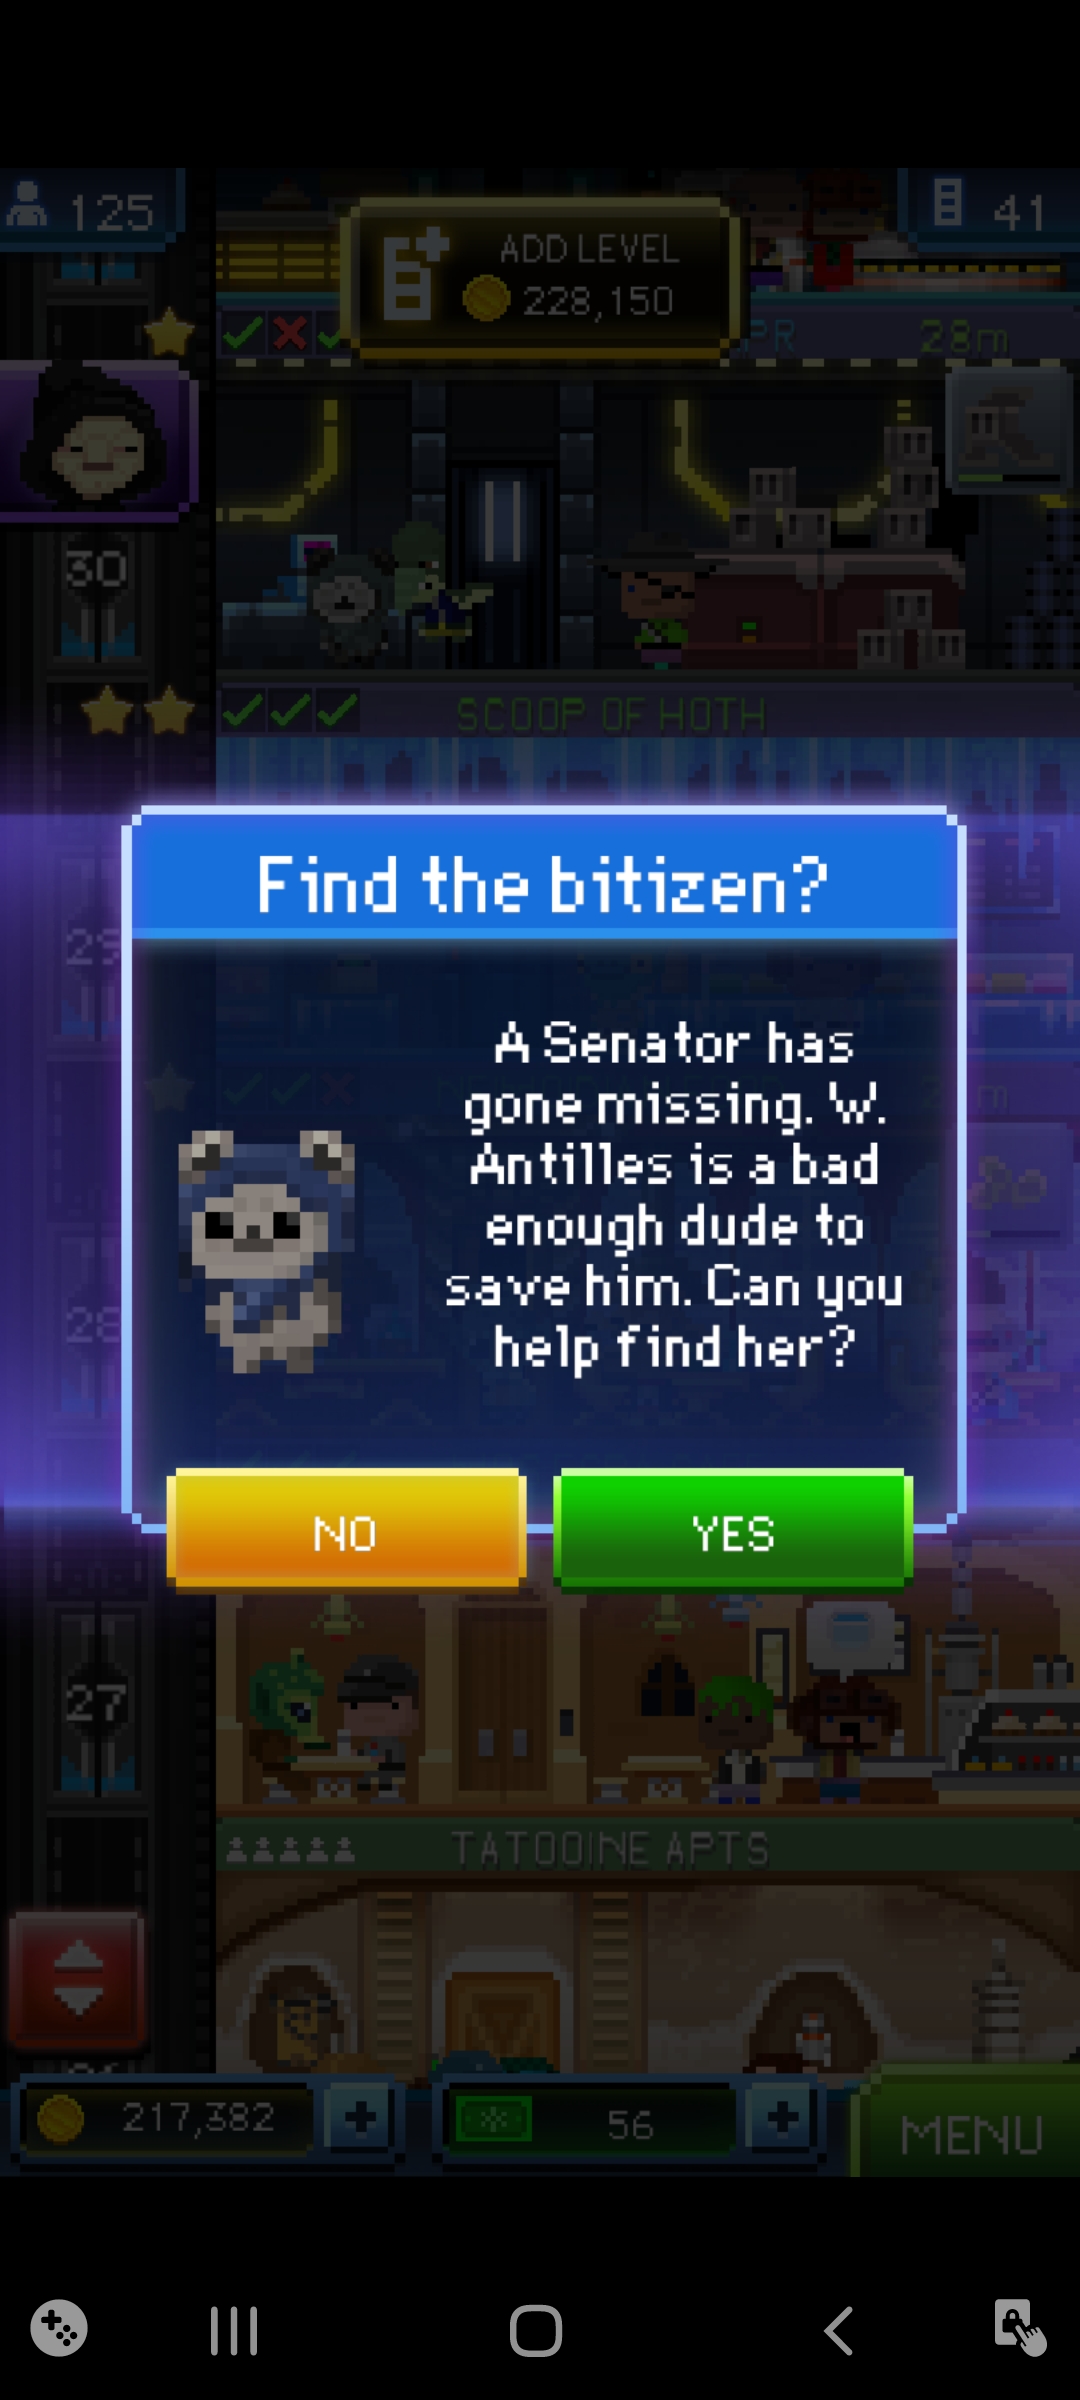 125
ADD LEVEL
228,150
41
PR
28m
30
SCOOP OF HOTH
Find the bitizen?
29
A Senator has
gone missing. W.
Antilles is a bad
enough dude to
save him. Can you
help find her?
28
NO
YES
27
TATOOINE APTS
217,382
56
MENU